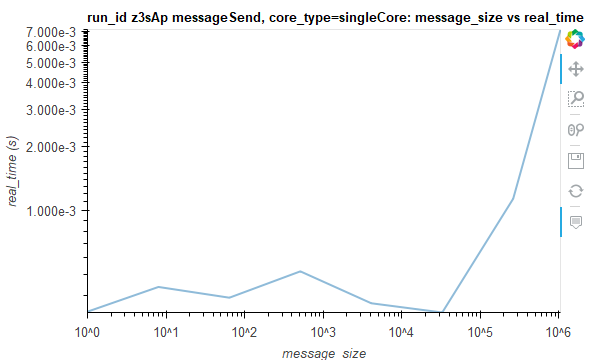 run_id z3sAp messageSend, core_type=singleCore: message_size vs real_time
7.000e-3
6.000e-3
5.000e-3
4.000e-3
3.000e-3
2.000e-3
1.000e-3
real_time (s)
10^0 10^1 10^2 10^3 10^4 10^5 10^6
message_size